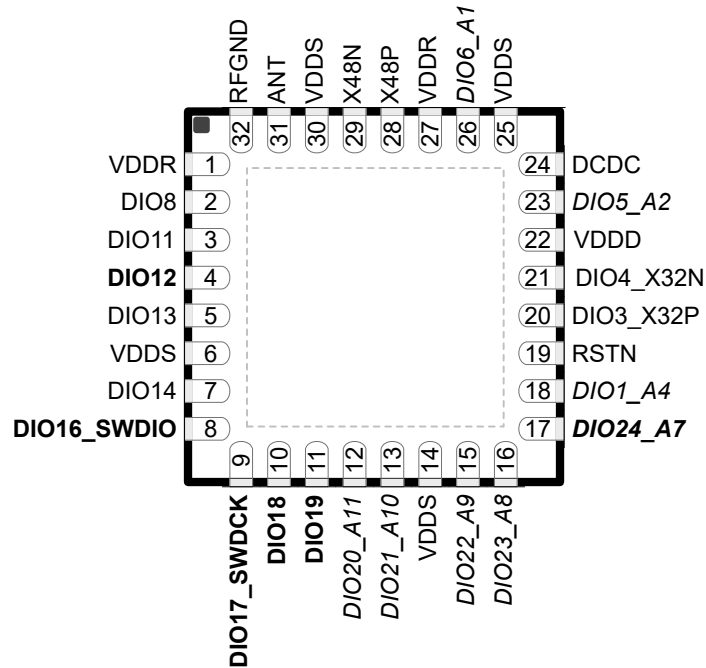 RFGND
ANT
VDDS
X48N
X48P
VDDR
DIO6_A1
VDDS
32
31
30
29
28
27
26
25
VDDR 1
DIO8 2
DIO11 3
DIO12 4
DIO13 5
VDDS 6
DIO14 7
DIO16_SWDIO 8
24 DCDC
23 DIO5_A2
22 VDDD
21 DIO4_X32N
20 DIO3_X32P
19 RSTN
18 DIO1_A4
17 DIO24_A7
9
10
11
12
13
14
15
16
DIO17_SWDCK
DIO18
DIO19
DIO20_A11
DIO21_A10
VDDS
DIO22_A9
DIO23_A8